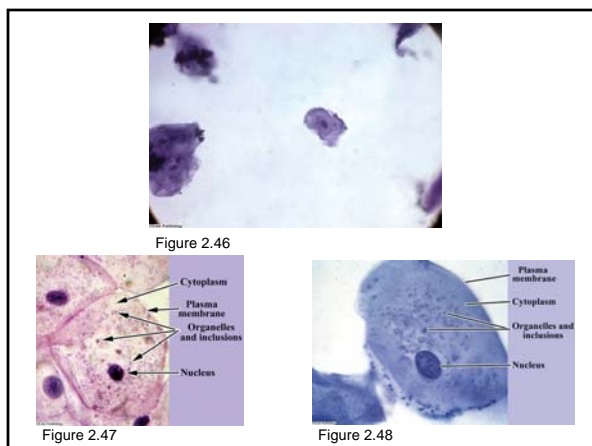 Figure 2.46
Cytoplasm
Plasma
membrane
Organelles
and inclusions
Nucleus
Figure 2.47
Plasma
membrane
Cytoplasm
Organelles
and inclusions
Nucleus
Figure 2.48